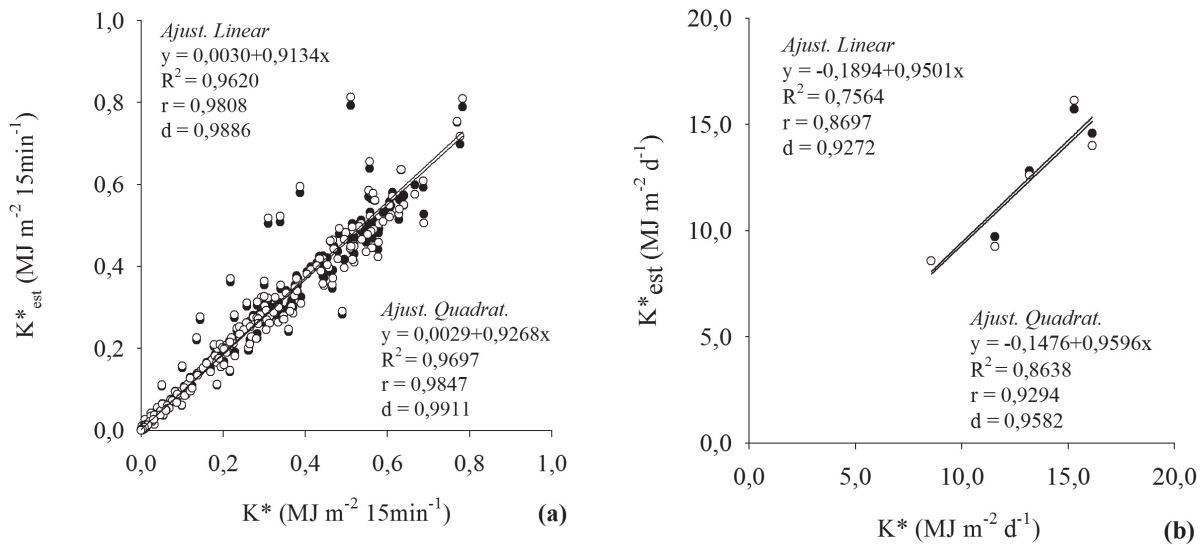 1,0
0,8
0,6
0,4
0,2
0,0
K*est (MJ m-2 15min-1)
Ajust. Linear
y = 0,0030+0,9134x
R2 = 0,9620
r = 0,9808
d = 0,9886
Ajust. Quadrat.
y = 0,0029+0,9268x
R2 = 0,9697
r = 0,9847
d = 0,9911
0,0 0,2 0,4 0,6 0,8 1,0
K* (MJ m-2 15min-1)
(a)
20,0
15,0
10,0
5,0
0,0
K*est (MJ m-2 d-1)
Ajust. Linear
y = -0,1894+0,9501x
R2 = 0,7564
r = 0,8697
d = 0,9272
Ajust. Quadrat.
y = -0,1476+0,9596x
R2 = 0,8638
r = 0,9294
d = 0,9582
0,0 5,0 10,0 15,0 20,0
K* (MJ m-2 d-1)
(b)